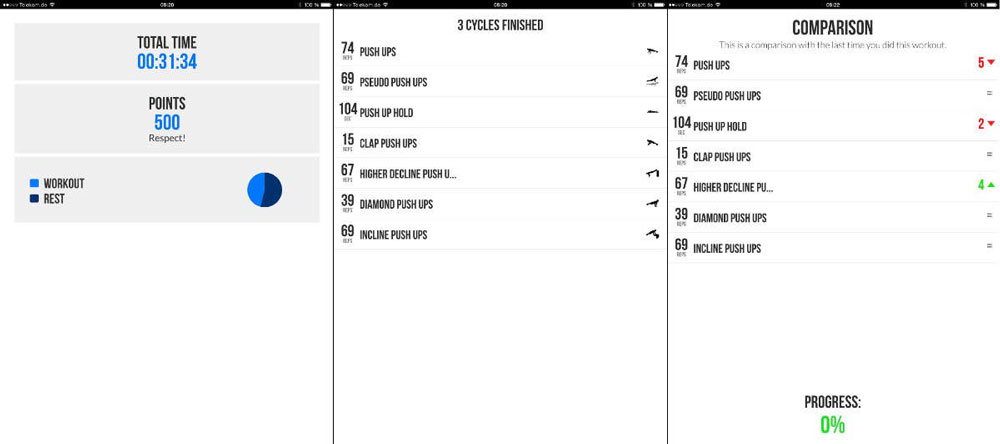 Telekom.de 08:20 100 %
TOTAL TIME
00:31:34
POINTS
500
Respect!
WORKOUT
REST
Telekom.de 08:20 100 %
3 CYCLES FINISHED
74 REPS PUSH UPS
69 REPS PSEUDO PUSH UPS
104 SEC PUSH UP HOLD
15 REPS CLAP PUSH UPS
67 REPS HIGHER DECLINE PUSH U...
39 REPS DIAMOND PUSH UPS
69 REPS INCLINE PUSH UPS
Telekom.de 08:22 100 %
COMPARISON
This is a comparison with the last time you did this workout.
74 REPS PUSH UPS 5 ▼
69 REPS PSEUDO PUSH UPS =
104 SEC PUSH UP HOLD 2 ▼
15 REPS CLAP PUSH UPS =
67 REPS HIGHER DECLINE PU... 4 ▲
39 REPS DIAMOND PUSH UPS =
69 REPS INCLINE PUSH UPS =
PROGRESS:
0%